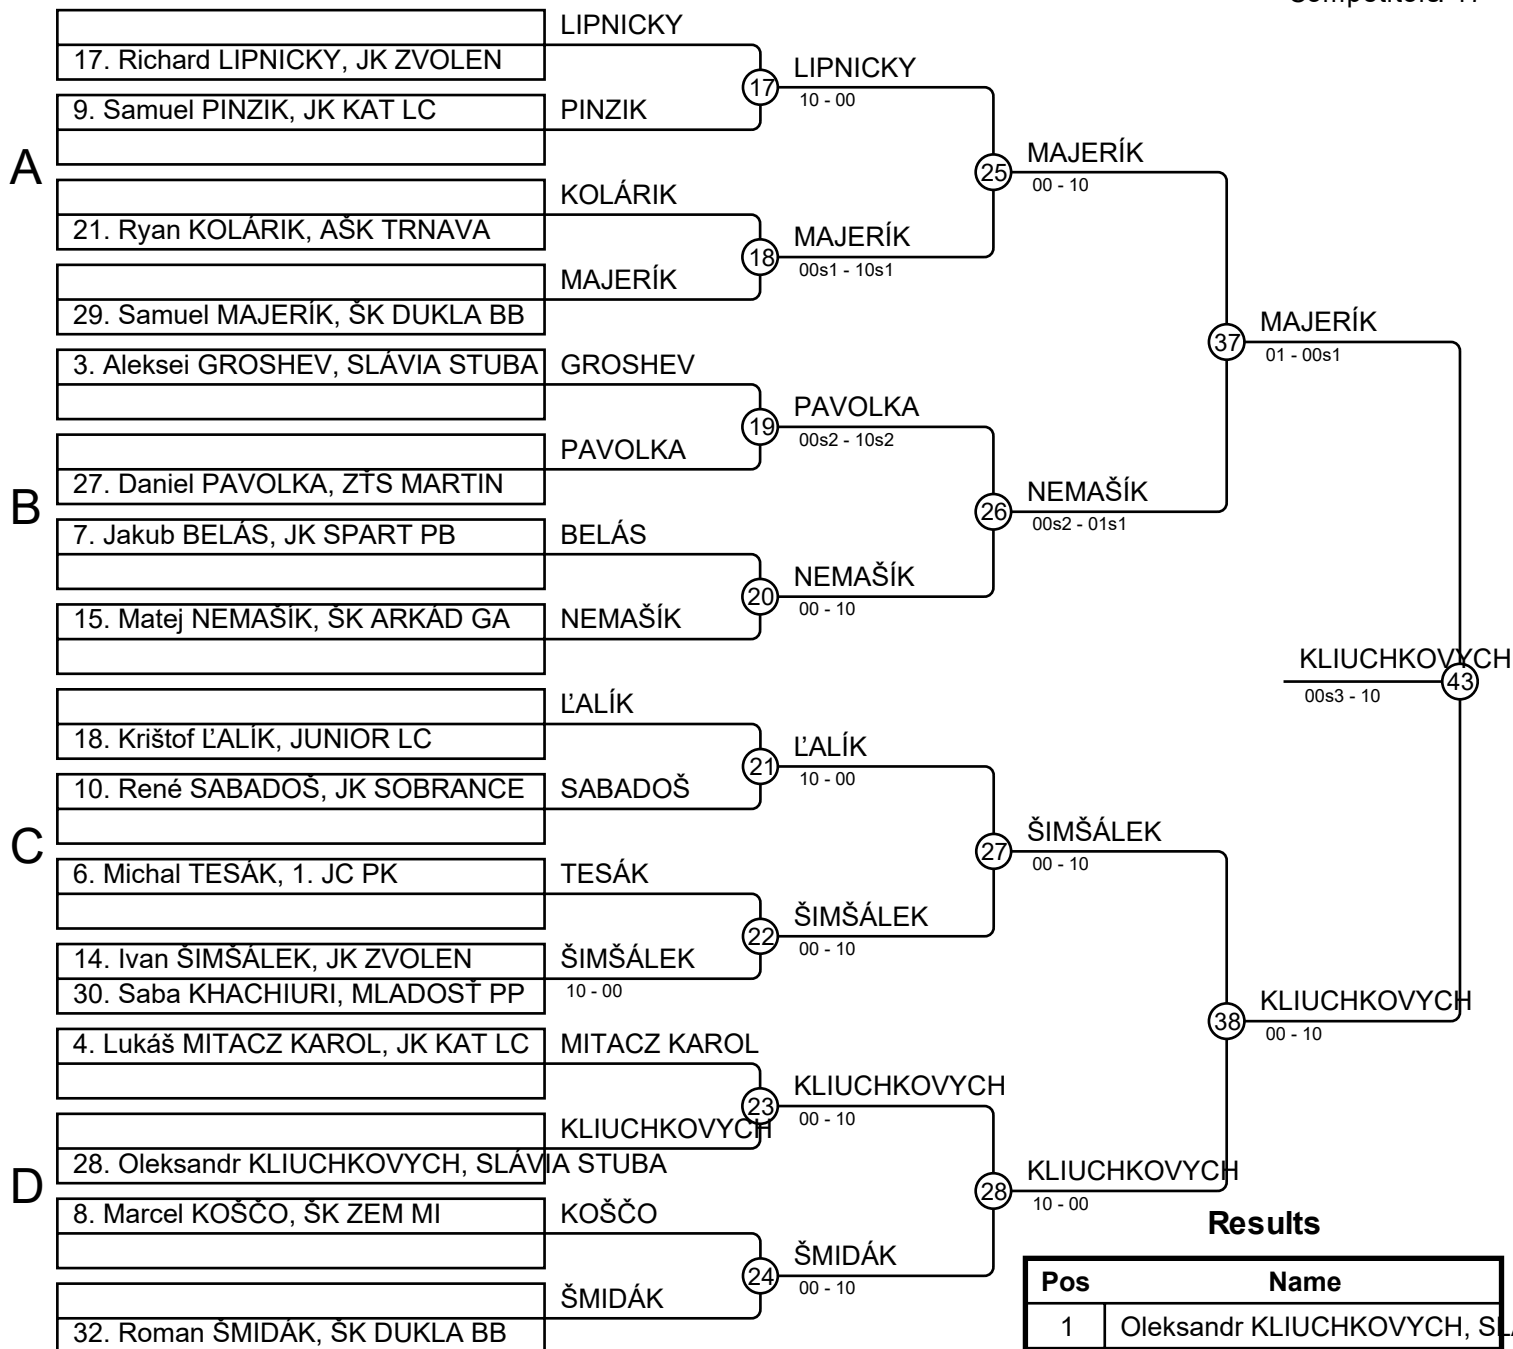 LIPNICKY
17. Richard LIPNICKY, JK ZVOLEN
LIPNICKY
17
10 - 00
9. Samuel PINZIK, JK KAT LC
PINZIK
A
MAJERÍK
25
00 - 10
KOLÁRIK
21. Ryan KOLÁRIK, AŠK TRNAVA
MAJERÍK
18
00s1 - 10s1
MAJERÍK
29. Samuel MAJERÍK, ŠK DUKLA BB
MAJERÍK
37
01 - 00s1
3. Aleksei GROSHEV, SLÁVIA STUBA
GROSHEV
PAVOLKA
19
00s2 - 10s2
PAVOLKA
27. Daniel PAVOLKA, ZŤS MARTIN
B
NEMAŠÍK
26
00s2 - 01s1
7. Jakub BELÁS, JK SPART PB
BELÁS
NEMAŠÍK
20
00 - 10
15. Matej NEMAŠÍK, ŠK ARKÁD GA
NEMAŠÍK
KLIUCHKOVYCH
43
00s3 - 10
ĽALÍK
18. Krištof ĽALÍK, JUNIOR LC
ĽALÍK
21
10 - 00
10. René SABADOŠ, JK SOBRANCE
SABADOŠ
C
ŠIMŠÁLEK
27
00 - 10
6. Michal TESÁK, 1. JC PK
TESÁK
ŠIMŠÁLEK
22
00 - 10
14. Ivan ŠIMŠÁLEK, JK ZVOLEN
ŠIMŠÁLEK
30. Saba KHACHIURI, MLADOSŤ PP
10 - 00
KLIUCHKOVYCH
38
00 - 10
4. Lukáš MITACZ KAROL, JK KAT LC
MITACZ KAROL
KLIUCHKOVYCH
23
00 - 10
KLIUCHKOVYCH
28. Oleksandr KLIUCHKOVYCH, SLÁVIA STUBA
D
KLIUCHKOVYCH
28
10 - 00
8. Marcel KOŠČO, ŠK ZEM MI
KOŠČO
ŠMIDÁK
24
00 - 10
ŠMIDÁK
32. Roman ŠMIDÁK, ŠK DUKLA BB
Results
Pos Name
1 Oleksandr KLIUCHKOVYCH,